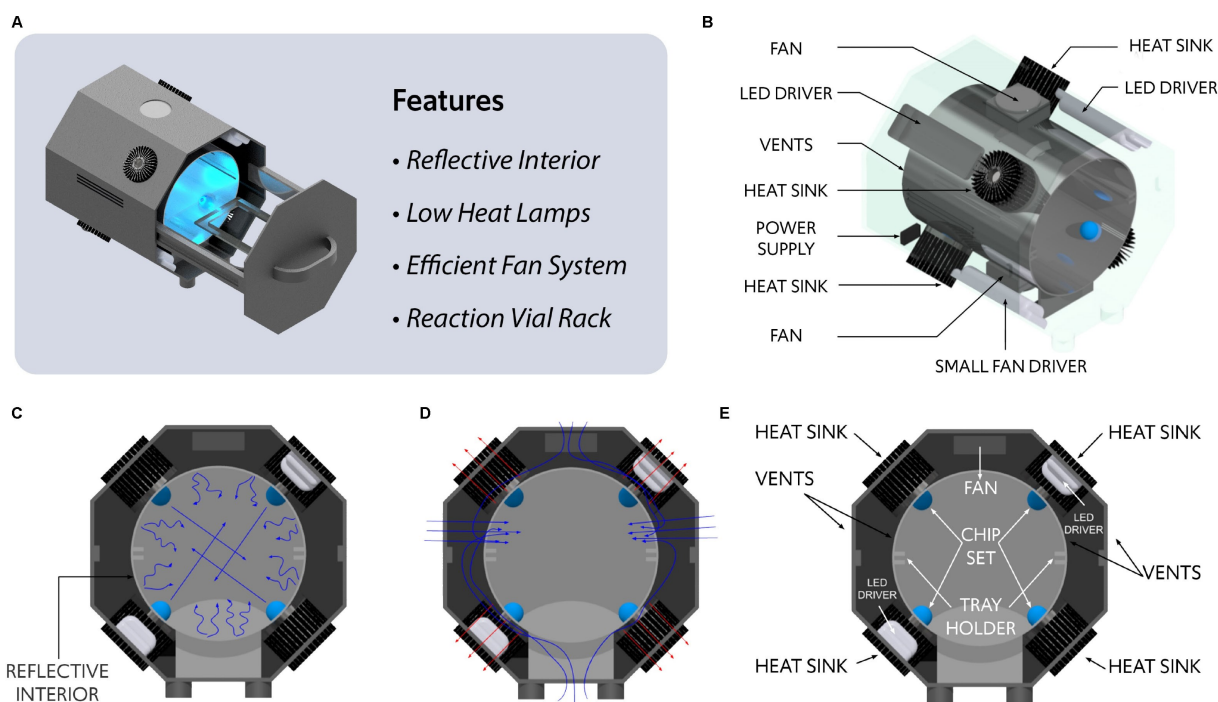 A
Features
• Reflective Interior
• Low Heat Lamps
• Efficient Fan System
• Reaction Vial Rack
B
FAN
HEAT SINK
LED DRIVER
LED DRIVER
VENTS
HEAT SINK
POWER
SUPPLY
HEAT SINK
FAN
SMALL FAN DRIVER
C
REFLECTIVE
INTERIOR
D
E
HEAT SINK
HEAT SINK
VENTS
FAN
LED
DRIVER
CHIP
SET
VENTS
LED
DRIVER
TRAY
HOLDER
HEAT SINK
HEAT SINK